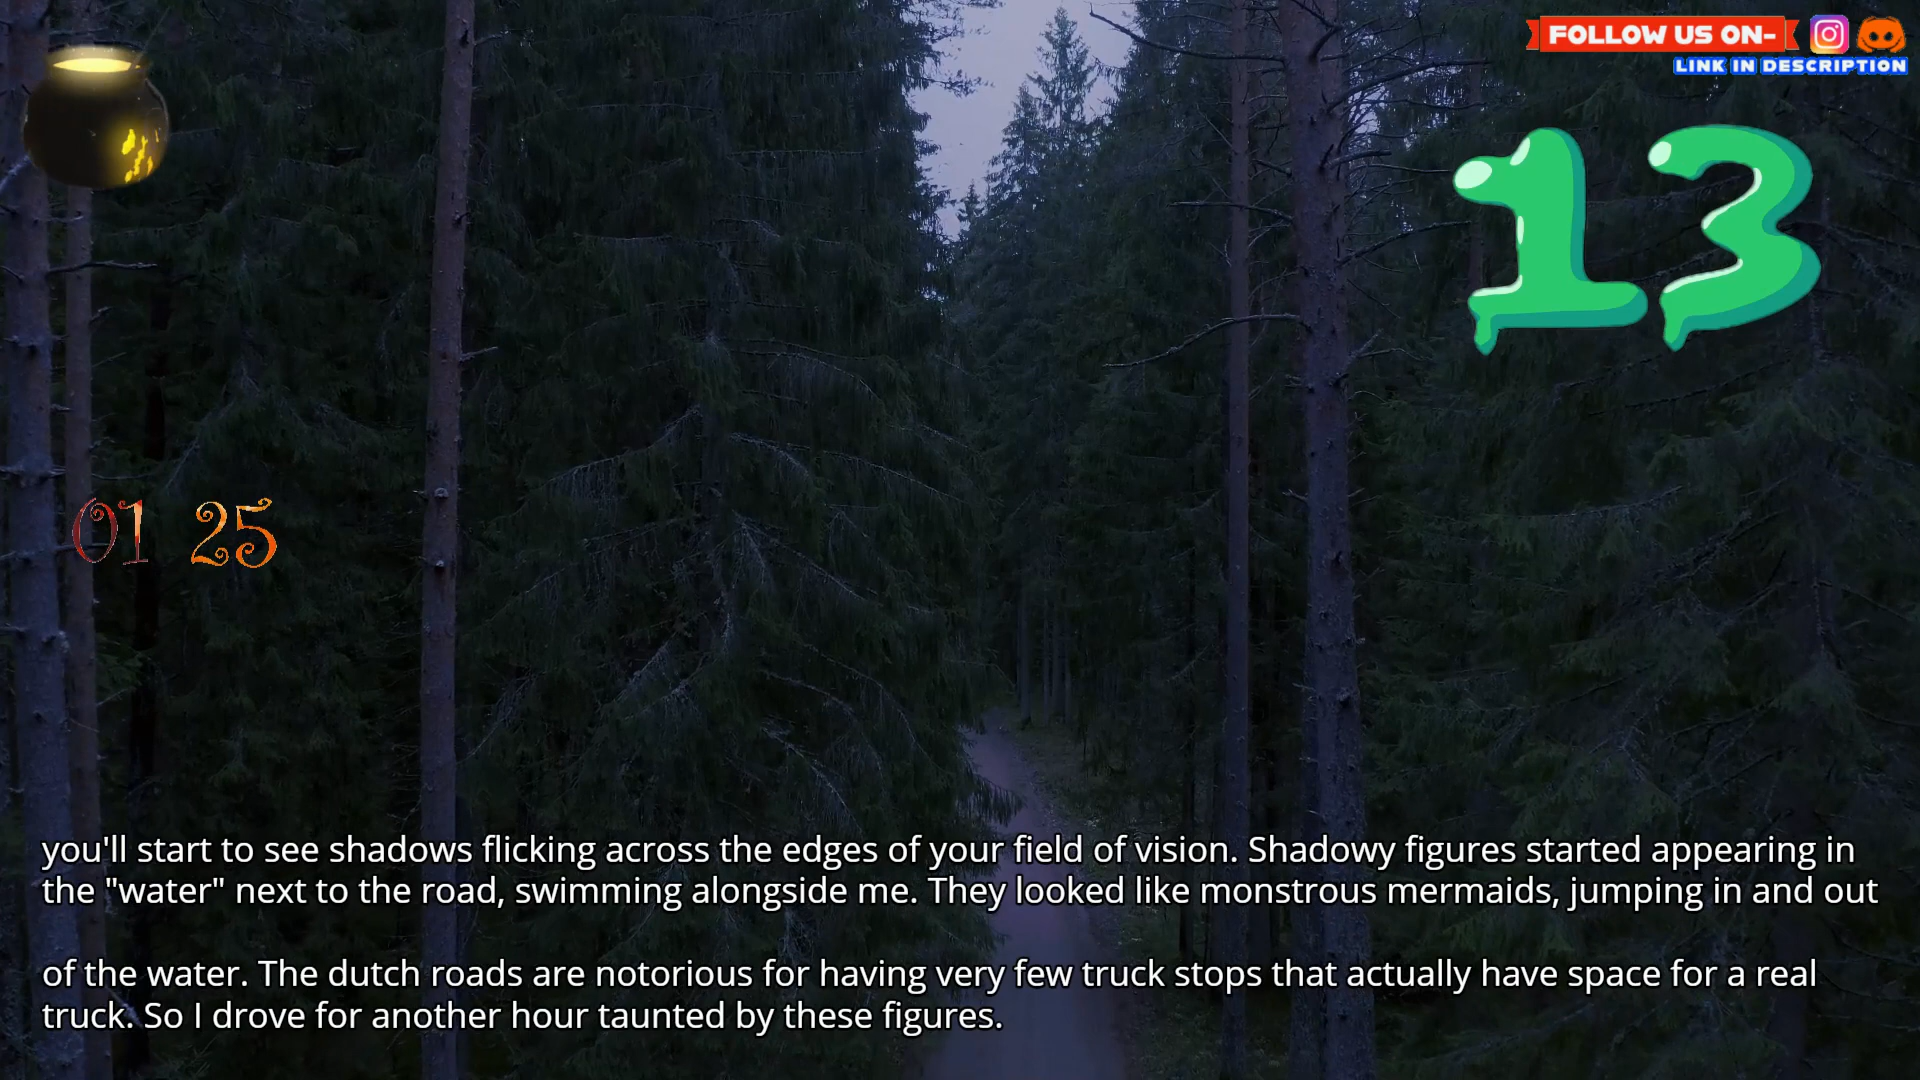 FOLLOW US ON-
LINK IN DESCRIPTION
13
01 25
you'll start to see shadows flicking across the edges of your field of vision. Shadowy figures started appearing in
the "water" next to the road, swimming alongside me. They looked like monstrous mermaids, jumping in and out
of the water. The dutch roads are notorious for having very few truck stops that actually have space for a real
truck. So I drove for another hour taunted by these figures.